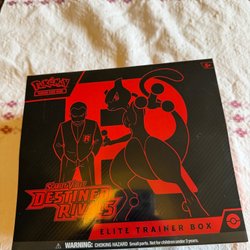 Pokémon
TRADING CARD GAME
6+
R
SCARLET & VIOLET
DESTINED
RIVALS
ELITE TRAINER BOX
WARNING: CHOKING HAZARD-Small parts. Not for children under 3 years.